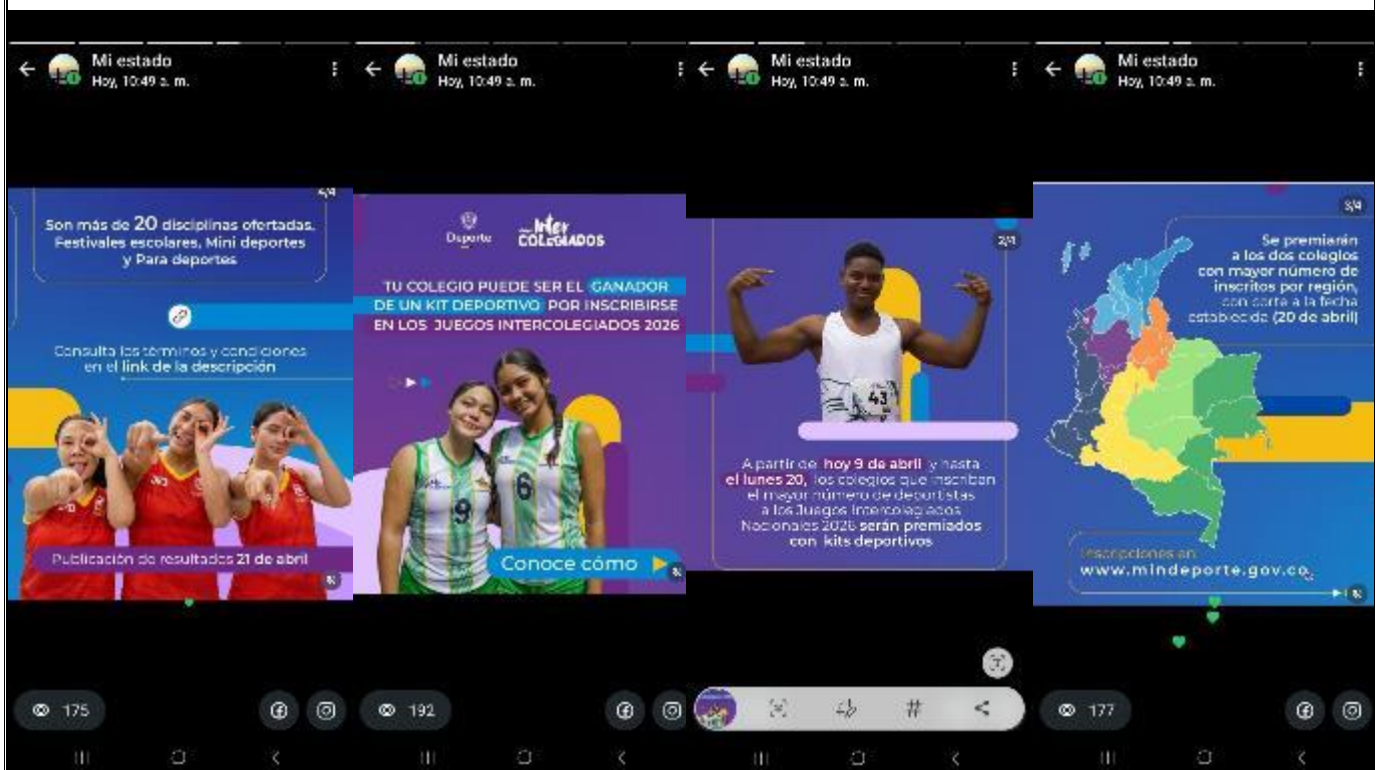 Mi estado
Hoy, 10:49 a. m.
4/4
Son más de 20 disciplinas ofertadas,
Festivales escolares, Mini deportes
y Para deportes
Consulta los términos y condiciones
en el link de la descripción
Publicación de resultados 21 de abril
175
Mi estado
Hoy, 10:49 a. m.
Deporte
Inter
COLEGIADOS
TU COLEGIO PUEDE SER EL GANADOR
DE UN KIT DEPORTIVO POR INSCRIBIRSE
EN LOS JUEGOS INTERCOLEGIADOS 2026
9
6
Conoce cómo
192
Mi estado
Hoy, 10:49 a. m.
2/4
43
A partir de hoy 9 de abril y hasta
el lunes 20, los colegios que inscriban
el mayor número de deportistas
a los Juegos Intercolegiados
Nacionales 2026 serán premiados
con kits deportivos
Mi estado
Hoy, 10:49 a. m.
3/4
Se premiarán
a los dos colegios
con mayor número de
inscritos por región,
con corte a la fecha
establecida (20 de abril)
Inscripciones en:
www.mindeporte.gov.co
177